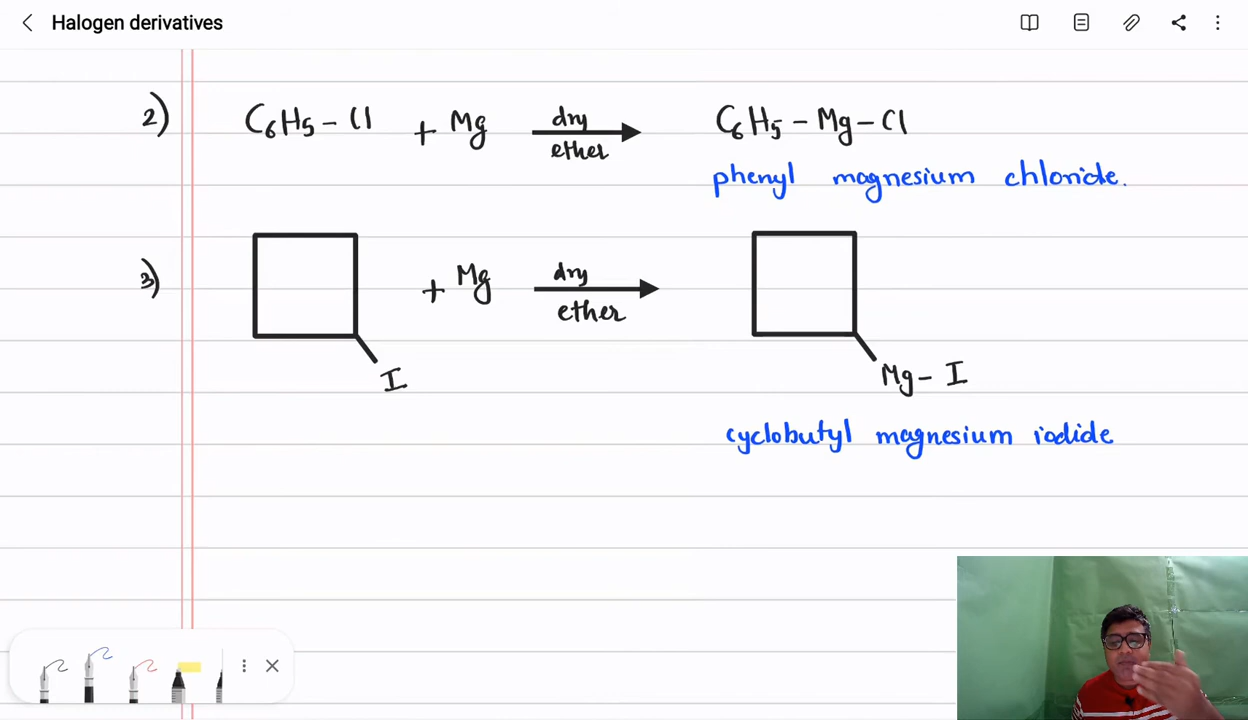 Halogen derivatives
2) C6H5 - Cl + Mg dry ether C6H5 - Mg - Cl
phenyl magnesium chloride.
3) + Mg dry ether
I
Mg - I
cyclobutyl magnesium iodide